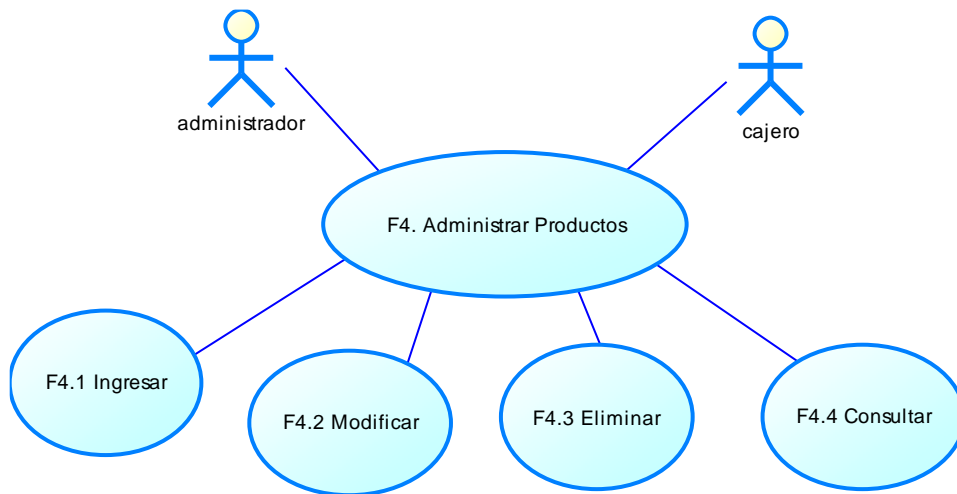 administrador
cajero
F4. Administrar Productos
F4.1 Ingresar
F4.2 Modificar
F4.3 Eliminar
F4.4 Consultar